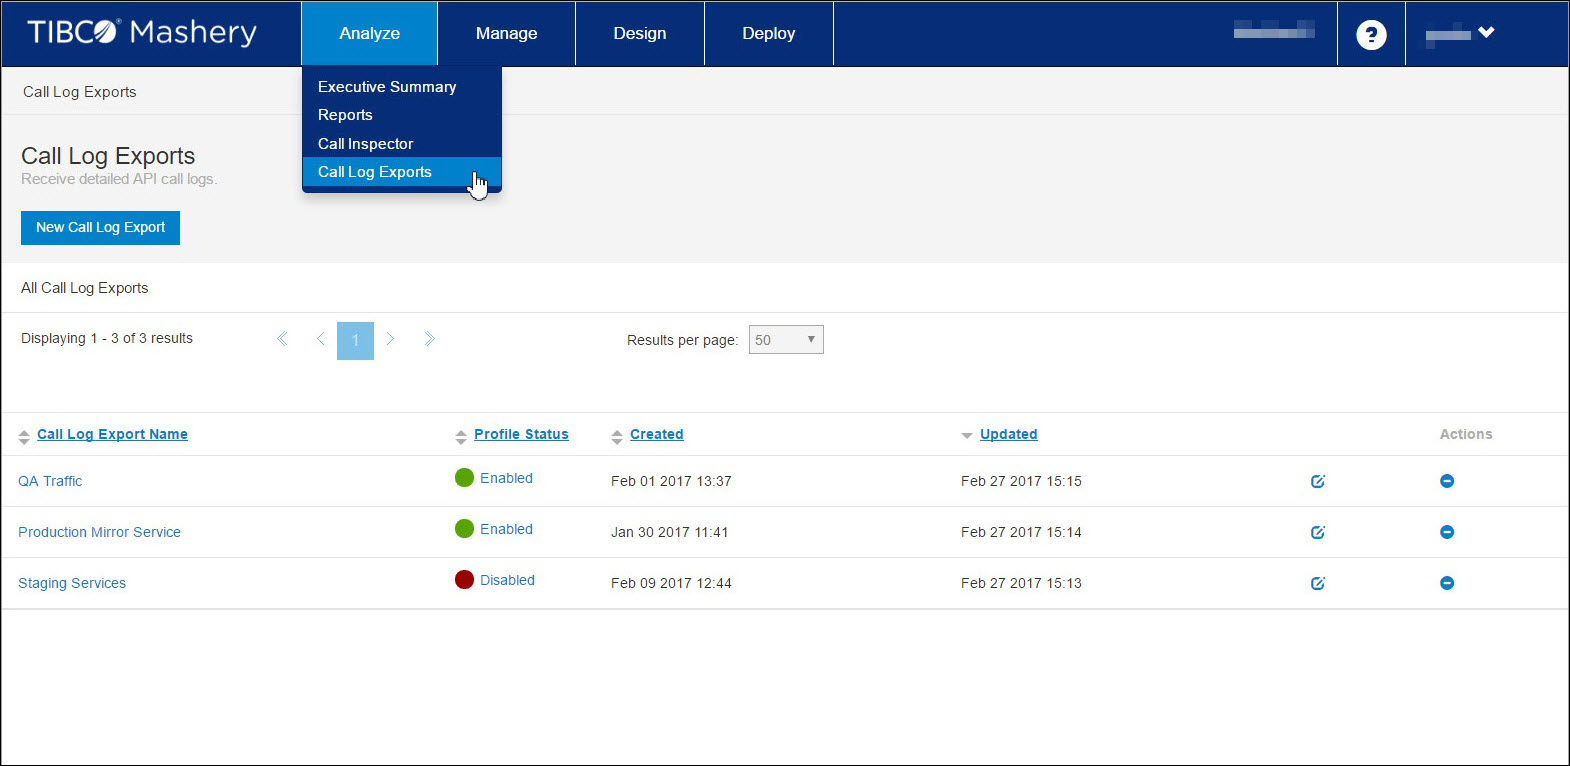 TIBCO® Mashery
Analyze Manage Design Deploy ?
Executive Summary
Reports
Call Inspector
Call Log Exports
Call Log Exports
Call Log Exports
Receive detailed API call logs.
New Call Log Export
All Call Log Exports
Displaying 1 - 3 of 3 results 1 Results per page: 50
Call Log Export Name Profile Status Created Updated Actions
QA Traffic Enabled Feb 01 2017 13:37 Feb 27 2017 15:15
Production Mirror Service Enabled Jan 30 2017 11:41 Feb 27 2017 15:14
Staging Services Disabled Feb 09 2017 12:44 Feb 27 2017 15:13